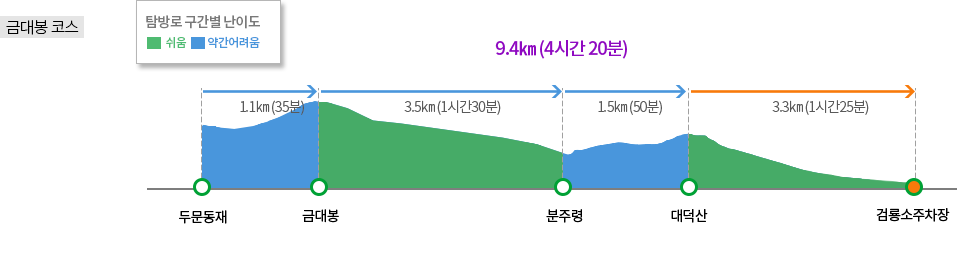 금대봉 코스
탐방로 구간별 난이도
쉬움 약간어려움
9.4km(4시간 20분)
1.1km(35분) 3.5km(1시간30분) 1.5km(50분) 3.3km(1시간25분)
두문동재 금대봉 분주령 대덕산 검룡소주차장